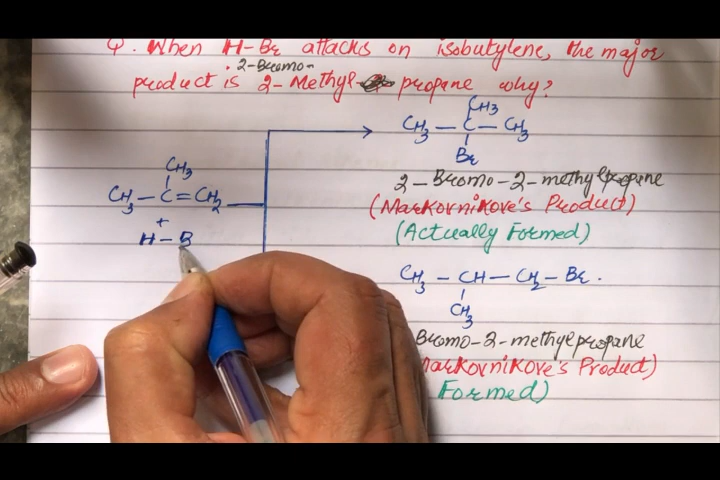 Q. When H-Br attacks on isobutylene, the major
2-Bromo-
product is 2-Methyl propene why?
CH3
CH3 — C — CH3
Br
2-Bromo-2-methylpropane
(Markovnikove's Product)
(Actually Formed)
CH3
CH3 — C = CH2
+
H - B
CH3 — CH — CH2 — Br.
CH3
Bromo-2-methylpropane
Markovnikove's Product)
Formed)